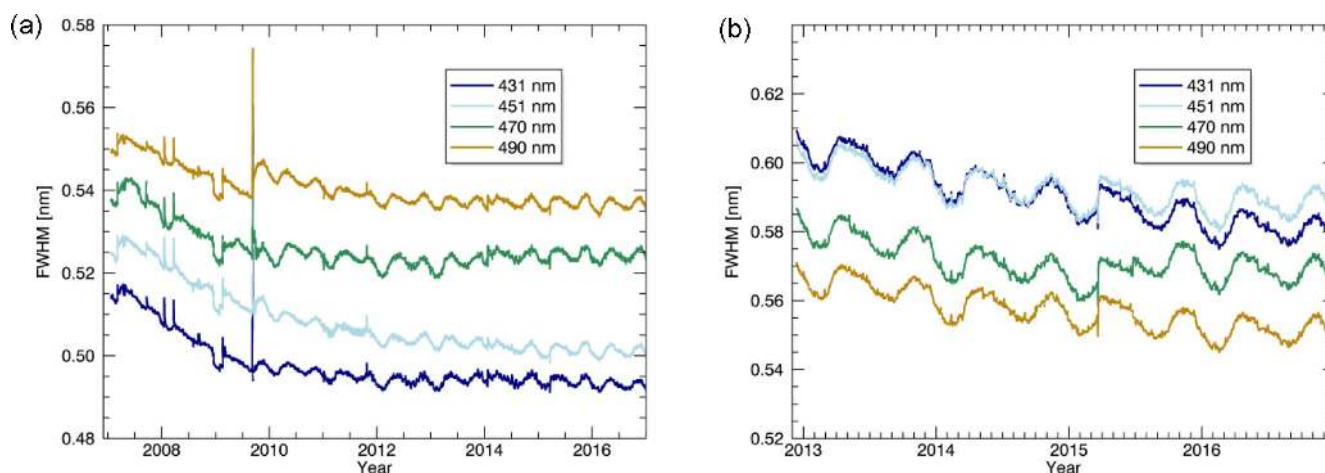 (a)
0.58
0.56
0.54
0.52
0.50
0.48
FWHM [nm]
431 nm
451 nm
470 nm
490 nm
2008 2010 2012 2014 2016
Year
(b)
0.62
0.60
0.58
0.56
0.54
0.52
FWHM [nm]
431 nm
451 nm
470 nm
490 nm
2013 2014 2015 2016
Year